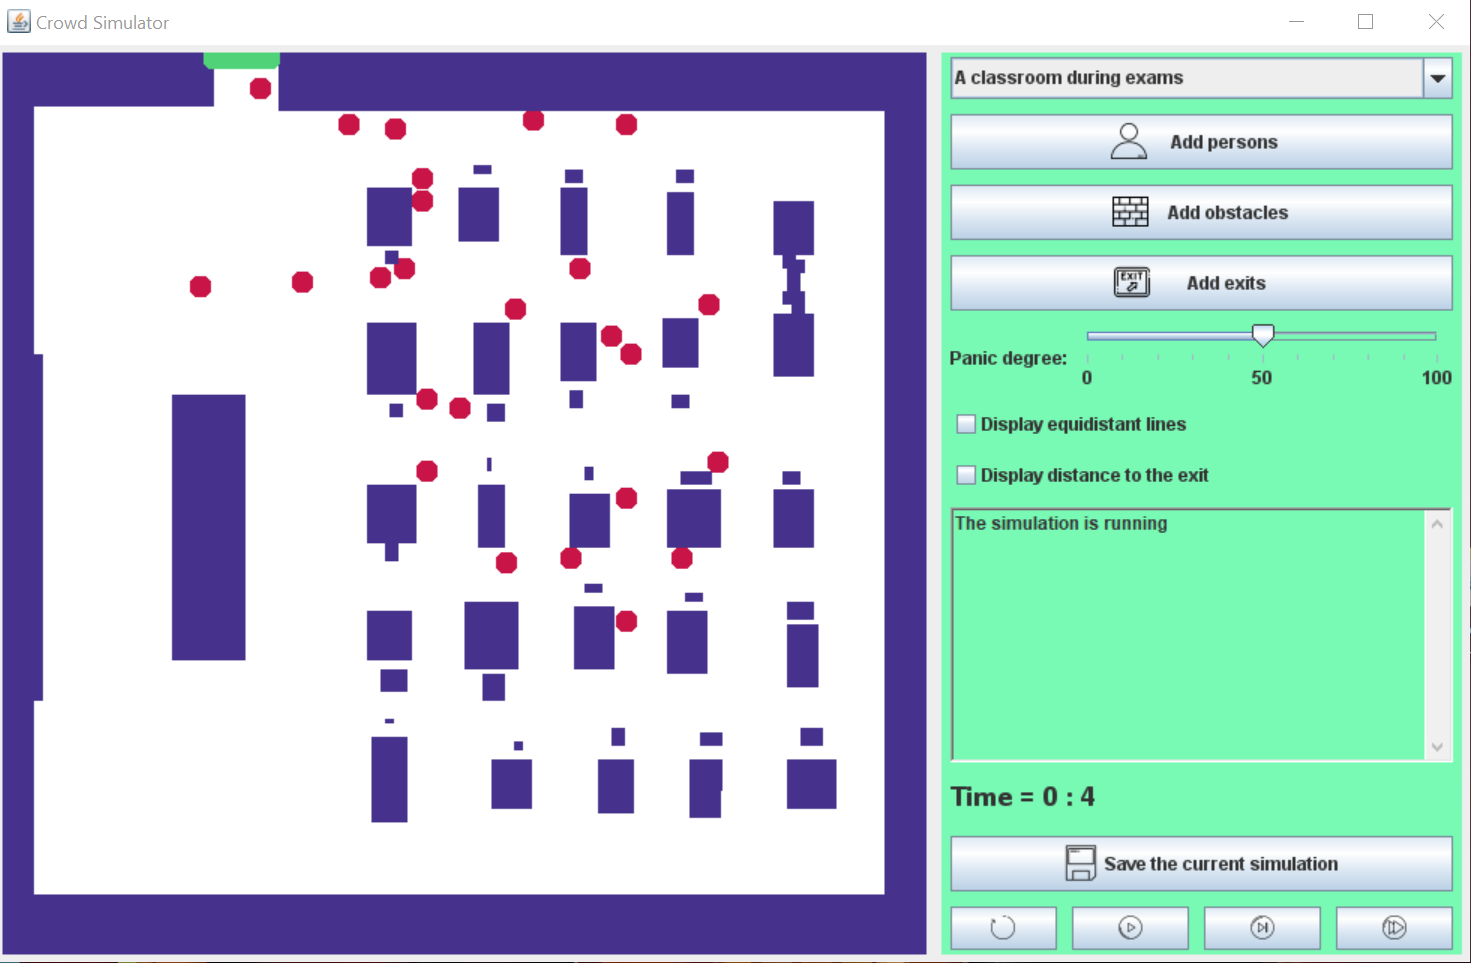 Crowd Simulator
A classroom during exams
Add persons
Add obstacles
EXIT
Add exits
Panic degree:
0 50 100
Display equidistant lines
Display distance to the exit
The simulation is running
Time = 0 : 4
Save the current simulation